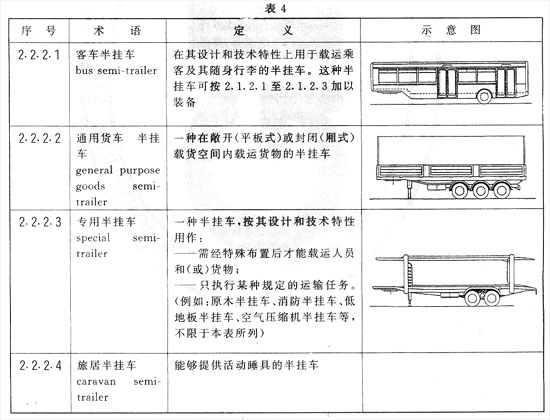 表 4
序 号 术 语 定 义 示 意 图
2.2.2.1 客车半挂车
bus semi-trailer
在其设计和技术特性上用于载运乘
客及其随身行李的半挂车。这种半
挂车可按 2.1.2.1 至 2.1.2.3 加以
装备
2.2.2.2 通用货车 半挂
车
general purpose
goods semi-
trailer
一种在敞开(平板式)或封闭(厢式)
载货空间内载运货物的半挂车
2.2.2.3 专用半挂车
special semi-
trailer
一种半挂车,按其设计和技术特性
用作:
——需经特殊布置后才能载运人员
和(或)货物;
——只执行某种规定的运输任务。
(例如:原木半挂车、消防半挂车、低
地板半挂车、空气压缩机半挂车等,
不限于本表所列)
2.2.2.4 旅居半挂车
caravan semi-
trailer
能够提供活动睡具的半挂车